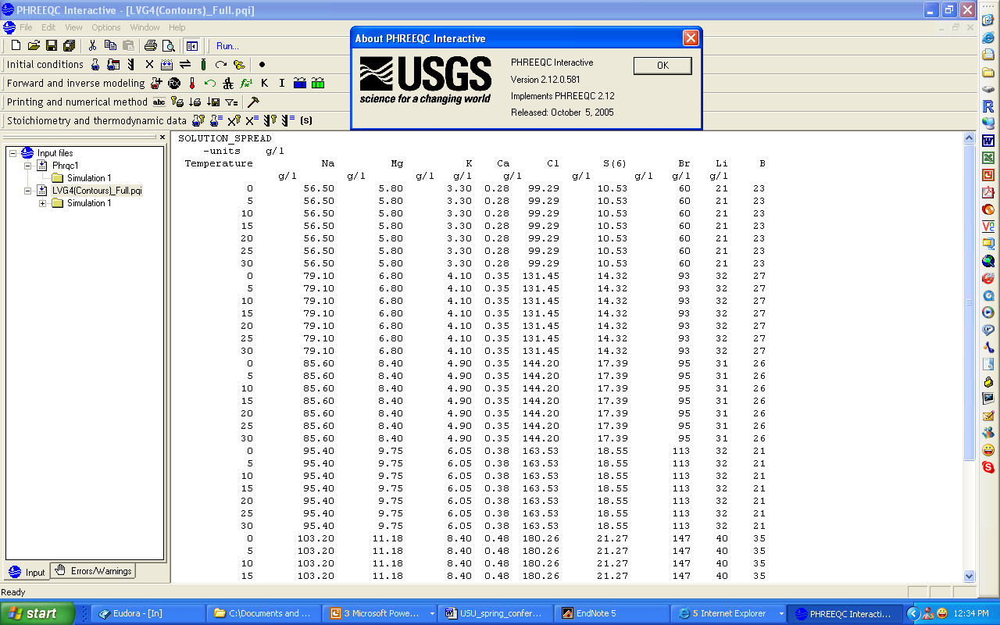 PHREEQC Interactive - [LVG4(Contours)_Full.pqi]
File Edit View Options Window Help
Run...
Initial conditions
Forward and inverse modeling
K I
Printing and numerical method abc
Stoichiometry and thermodynamic data (s)
About PHREEQC Interactive
USGS
science for a changing world
PHREEQC Interactive
Version 2.12.0.581
Implements PHREEQC 2.12
Released: October 5, 2005
OK
Input files
Phrqc1
Simulation 1
LVG4(Contours)_Full.pqi
Simulation 1
Input Errors/Warnings
SOLUTION_SPREAD
-units g/l
Temperature Na Mg K Ca Cl S(6) Br Li B
g/l g/l g/l g/l g/l g/l g/l g/l g/l
0 56.50 5.80 3.30 0.28 99.29 10.53 60 21 23
5 56.50 5.80 3.30 0.28 99.29 10.53 60 21 23
10 56.50 5.80 3.30 0.28 99.29 10.53 60 21 23
15 56.50 5.80 3.30 0.28 99.29 10.53 60 21 23
20 56.50 5.80 3.30 0.28 99.29 10.53 60 21 23
25 56.50 5.80 3.30 0.28 99.29 10.53 60 21 23
30 56.50 5.80 3.30 0.28 99.29 10.53 60 21 23
0 79.10 6.80 4.10 0.35 131.45 14.32 93 32 27
5 79.10 6.80 4.10 0.35 131.45 14.32 93 32 27
10 79.10 6.80 4.10 0.35 131.45 14.32 93 32 27
15 79.10 6.80 4.10 0.35 131.45 14.32 93 32 27
20 79.10 6.80 4.10 0.35 131.45 14.32 93 32 27
25 79.10 6.80 4.10 0.35 131.45 14.32 93 32 27
30 79.10 6.80 4.10 0.35 131.45 14.32 93 32 27
0 85.60 8.40 4.90 0.35 144.20 17.39 95 31 26
5 85.60 8.40 4.90 0.35 144.20 17.39 95 31 26
10 85.60 8.40 4.90 0.35 144.20 17.39 95 31 26
15 85.60 8.40 4.90 0.35 144.20 17.39 95 31 26
20 85.60 8.40 4.90 0.35 144.20 17.39 95 31 26
25 85.60 8.40 4.90 0.35 144.20 17.39 95 31 26
30 85.60 8.40 4.90 0.35 144.20 17.39 95 31 26
0 95.40 9.75 6.05 0.38 163.53 18.55 113 32 21
5 95.40 9.75 6.05 0.38 163.53 18.55 113 32 21
10 95.40 9.75 6.05 0.38 163.53 18.55 113 32 21
15 95.40 9.75 6.05 0.38 163.53 18.55 113 32 21
20 95.40 9.75 6.05 0.38 163.53 18.55 113 32 21
25 95.40 9.75 6.05 0.38 163.53 18.55 113 32 21
30 95.40 9.75 6.05 0.38 163.53 18.55 113 32 21
0 103.20 11.18 8.40 0.48 180.26 21.27 147 40 35
5 103.20 11.18 8.40 0.48 180.26 21.27 147 40 35
10 103.20 11.18 8.40 0.48 180.26 21.27 147 40 35
15 103.20 11.18 8.40 0.48 180.26 21.27 147 40 35
Ready
start Eudora - [In] C:\Documents and ... 3 Microsoft Powe... USU_spring_confer... EndNote 5 5 Internet Explorer PHREEQC Interacti... 12:34 PM